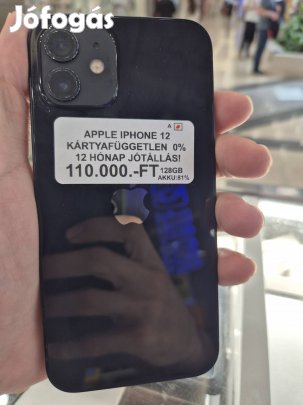 Jófogás
A
APPLE IPHONE 12
KÁRTYAFÜGGETLEN 0%
12 HÓNAP JÓTÁLLÁS!
110.000.-FT 128GB
AKKU:81%